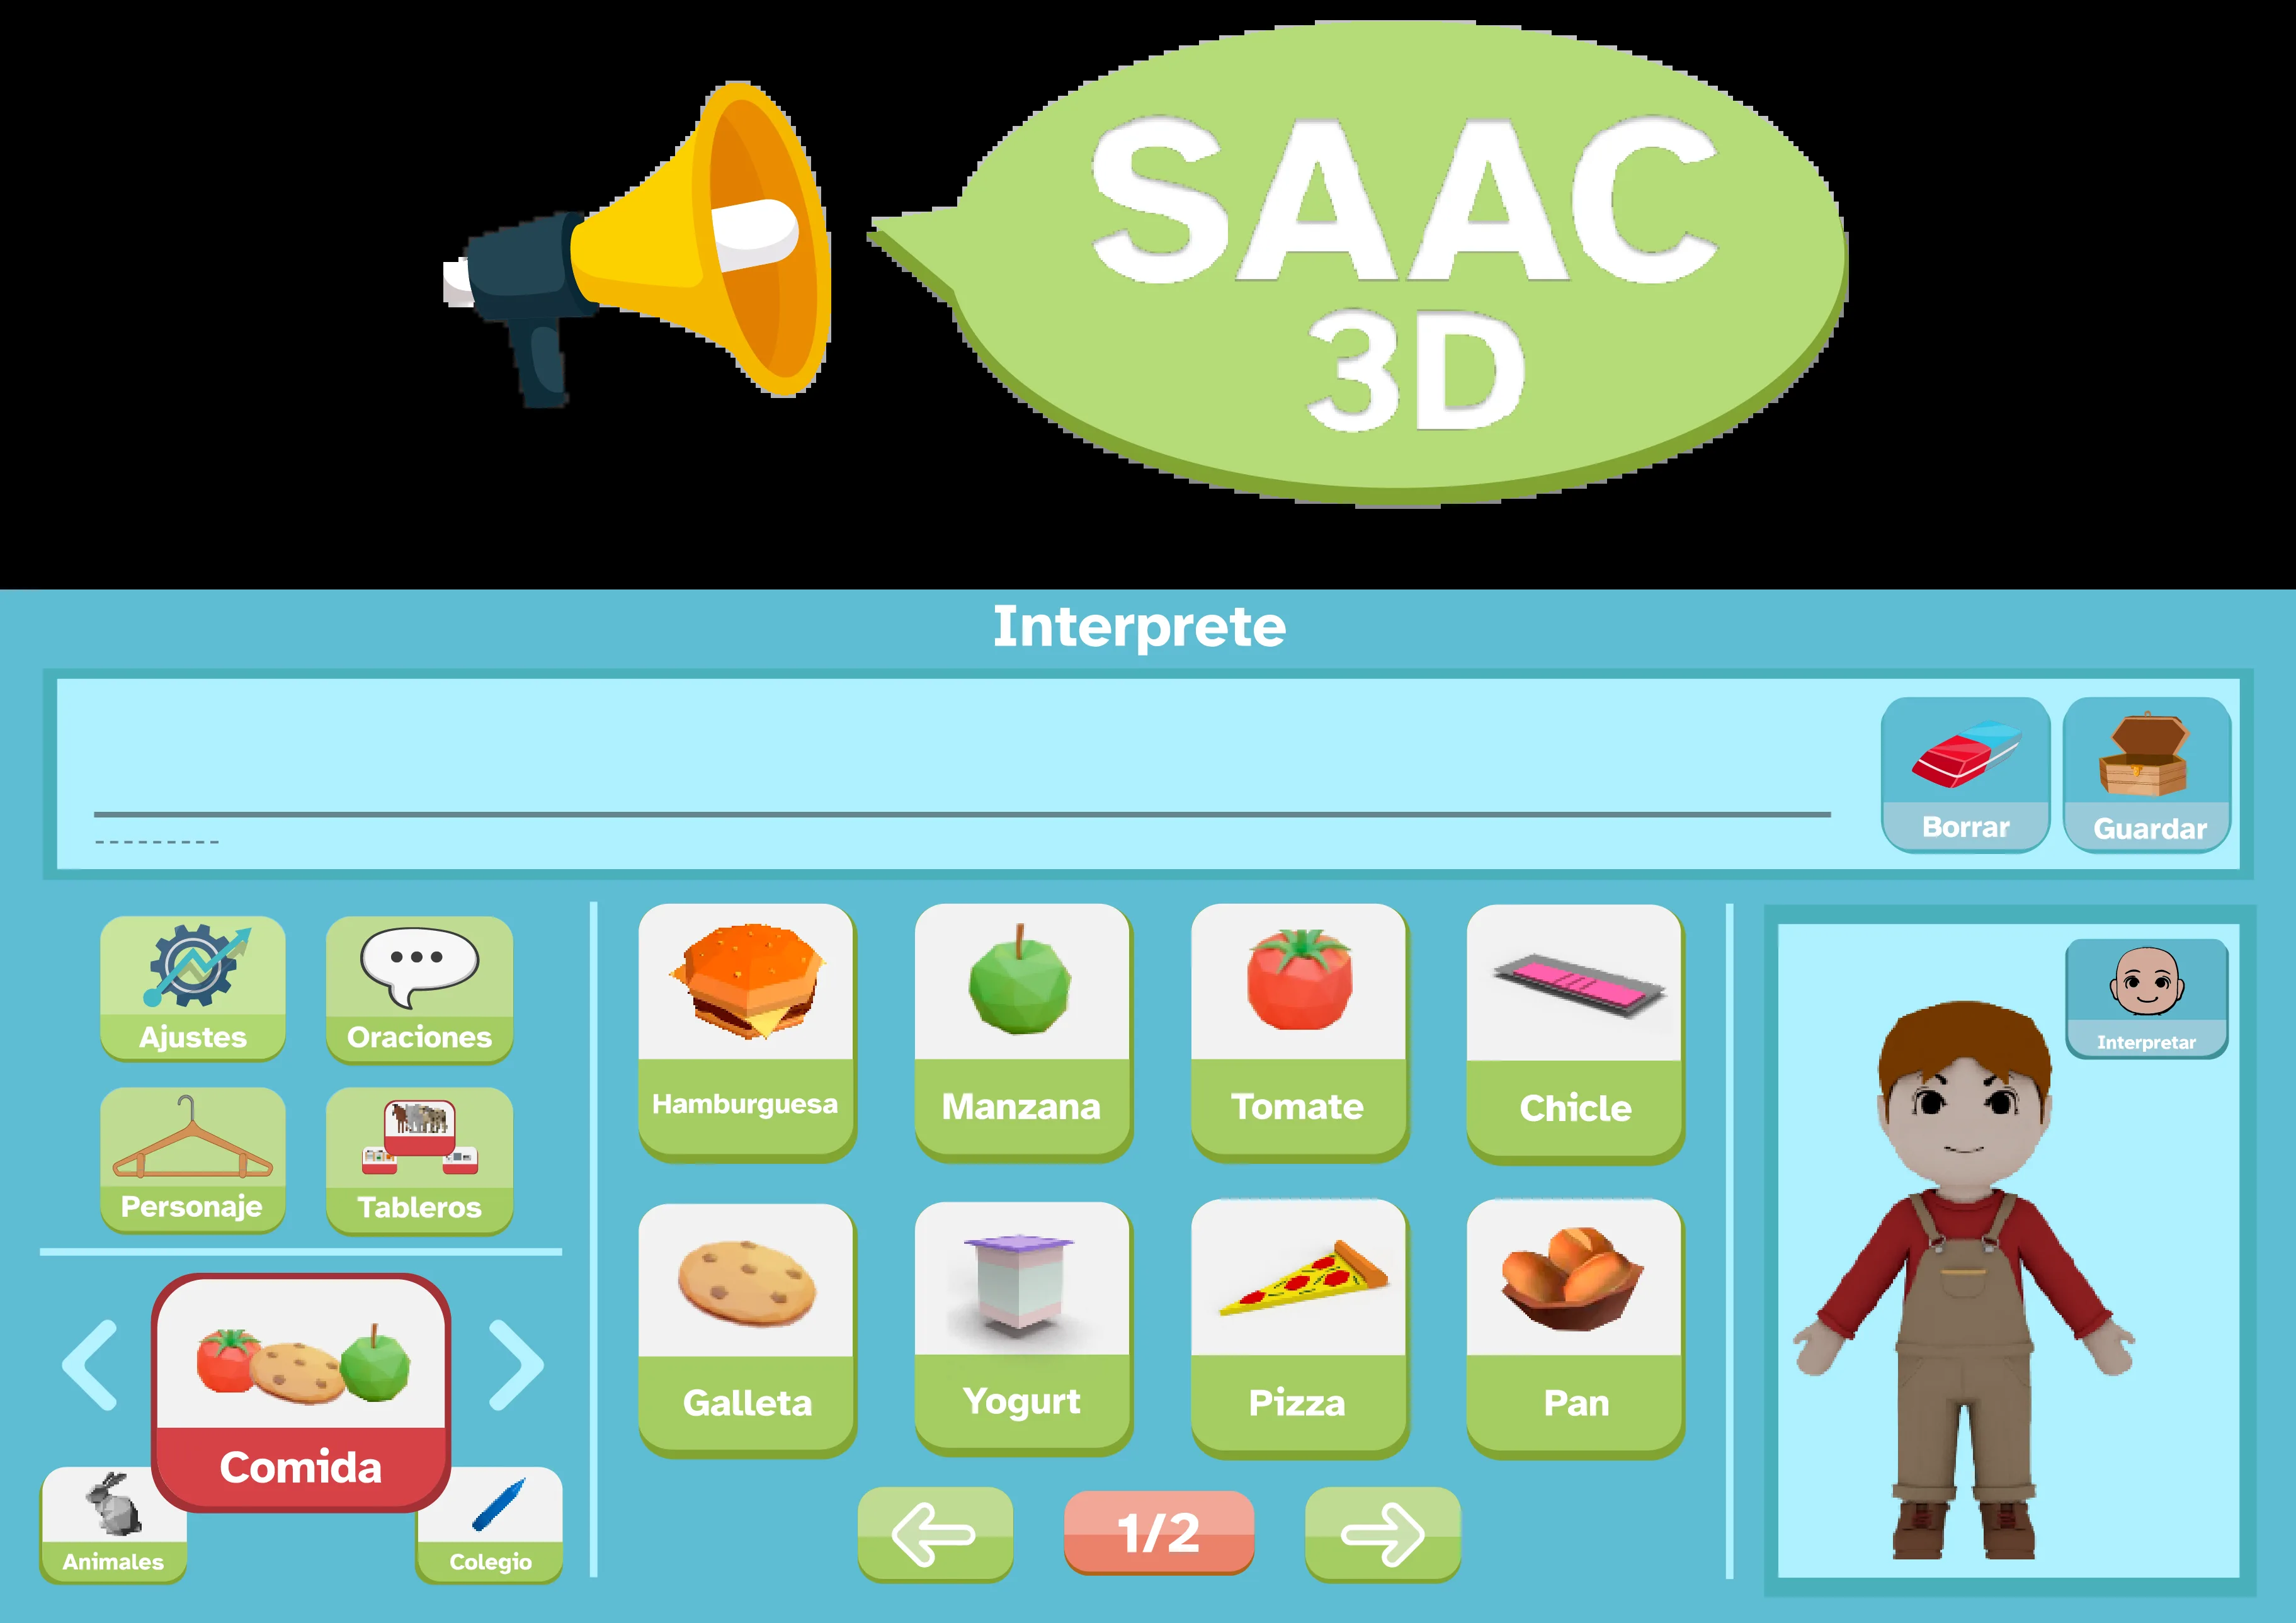 SAAC
3D
Interprete
Borrar
Guardar
Ajustes
Oraciones
Personaje
Tableros
Comida
Animales
Colegio
Hamburguesa
Manzana
Tomate
Chicle
Galleta
Yogurt
Pizza
Pan
1/2
Interpretar